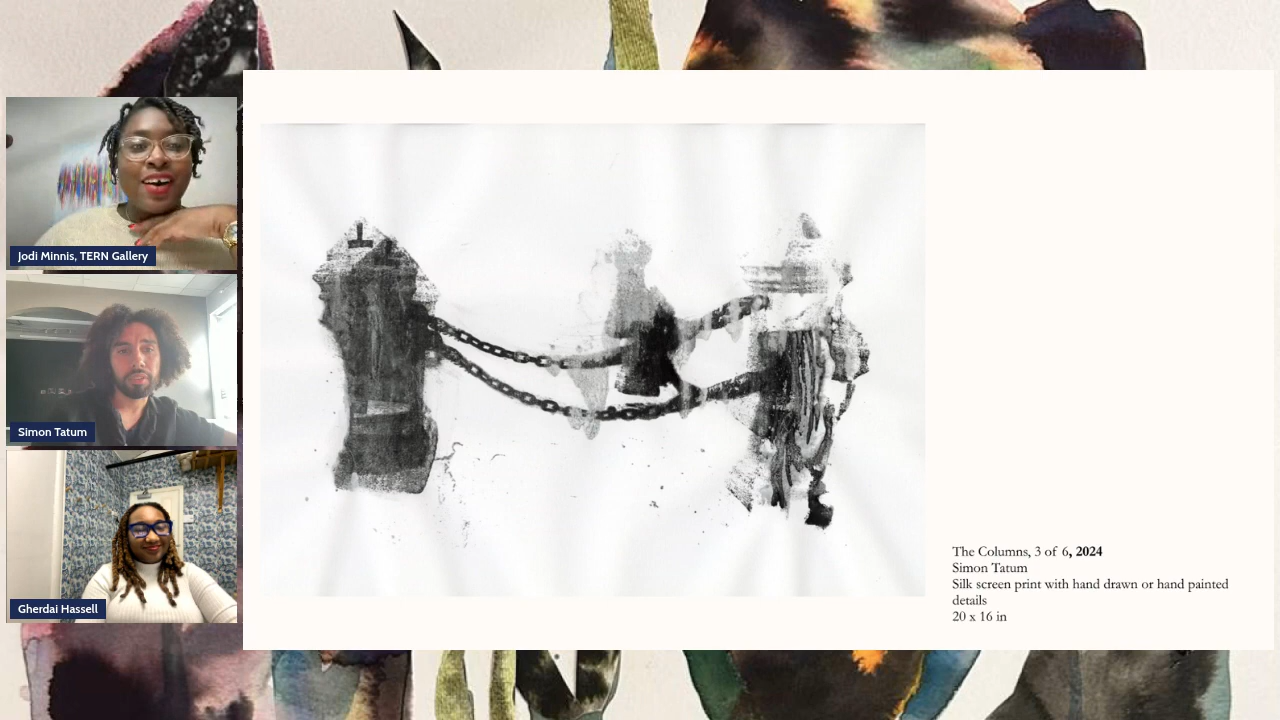 Jodi Minnis, TERN Gallery
Simon Tatum
Gherdai Hassell
The Columns, 3 of 6, 2024
Simon Tatum
Silk screen print with hand drawn or hand painted
details
20 x 16 in